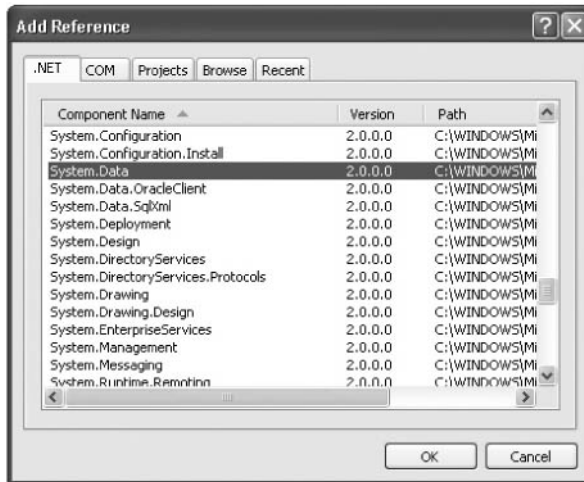 Add Reference
.NET COM Projects Browse Recent
Component Name Version Path
System.Configuration 2.0.0.0 C:\WINDOWS\Mi
System.Configuration.Install 2.0.0.0 C:\WINDOWS\Mi
System.Data 2.0.0.0 C:\WINDOWS\Mi
System.Data.OracleClient 2.0.0.0 C:\WINDOWS\Mi
System.Data.SqlXml 2.0.0.0 C:\WINDOWS\Mi
System.Deployment 2.0.0.0 C:\WINDOWS\Mi
System.Design 2.0.0.0 C:\WINDOWS\Mi
System.DirectoryServices 2.0.0.0 C:\WINDOWS\Mi
System.DirectoryServices.Protocols 2.0.0.0 C:\WINDOWS\Mi
System.Drawing 2.0.0.0 C:\WINDOWS\Mi
System.Drawing.Design 2.0.0.0 C:\WINDOWS\Mi
System.EnterpriseServices 2.0.0.0 C:\WINDOWS\Mi
System.Management 2.0.0.0 C:\WINDOWS\Mi
System.Messaging 2.0.0.0 C:\WINDOWS\Mi
System.Runtime.Remoting 2.0.0.0 C:\WINDOWS\Mi
OK Cancel